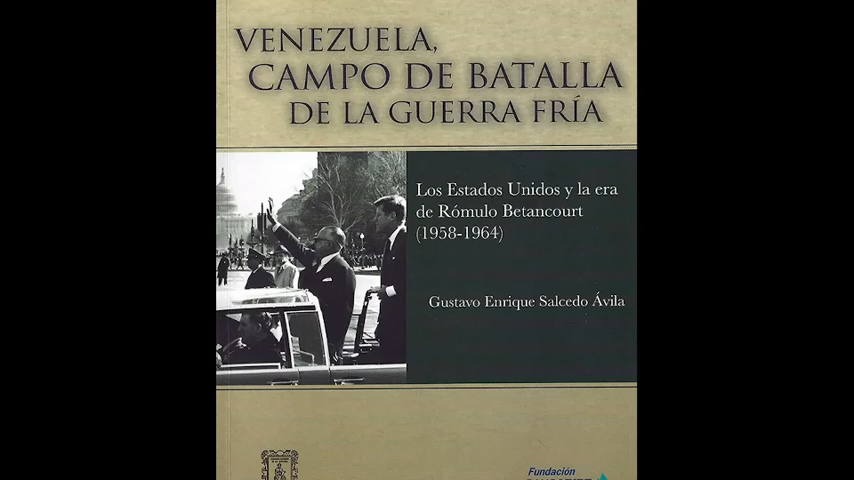 VENEZUELA,
CAMPO DE BATALLA
DE LA GUERRA FRÍA
Los Estados Unidos y la era
de Rómulo Betancourt
(1958-1964)
Gustavo Enrique Salcedo Ávila
Fundación